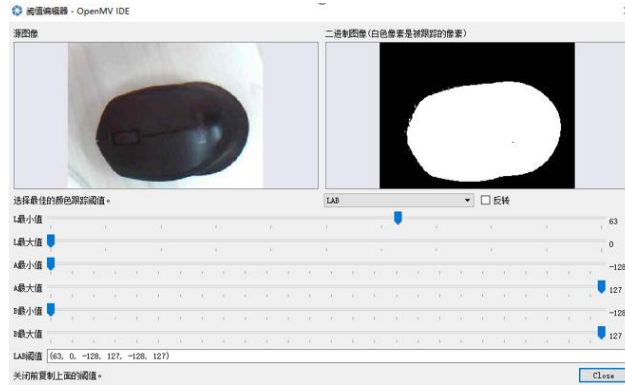 阈值编辑器 - OpenMV IDE
源图像
二进制图像(白色像素是被跟踪的像素)
选择最佳的颜色跟踪阈值。
LAB
反转
L最小值 63
L最大值 0
A最小值 -128
A最大值 127
B最小值 -128
B最大值 127
LAB阈值 (63, 0, -128, 127, -128, 127)
关闭前复制上面的阈值。
Close